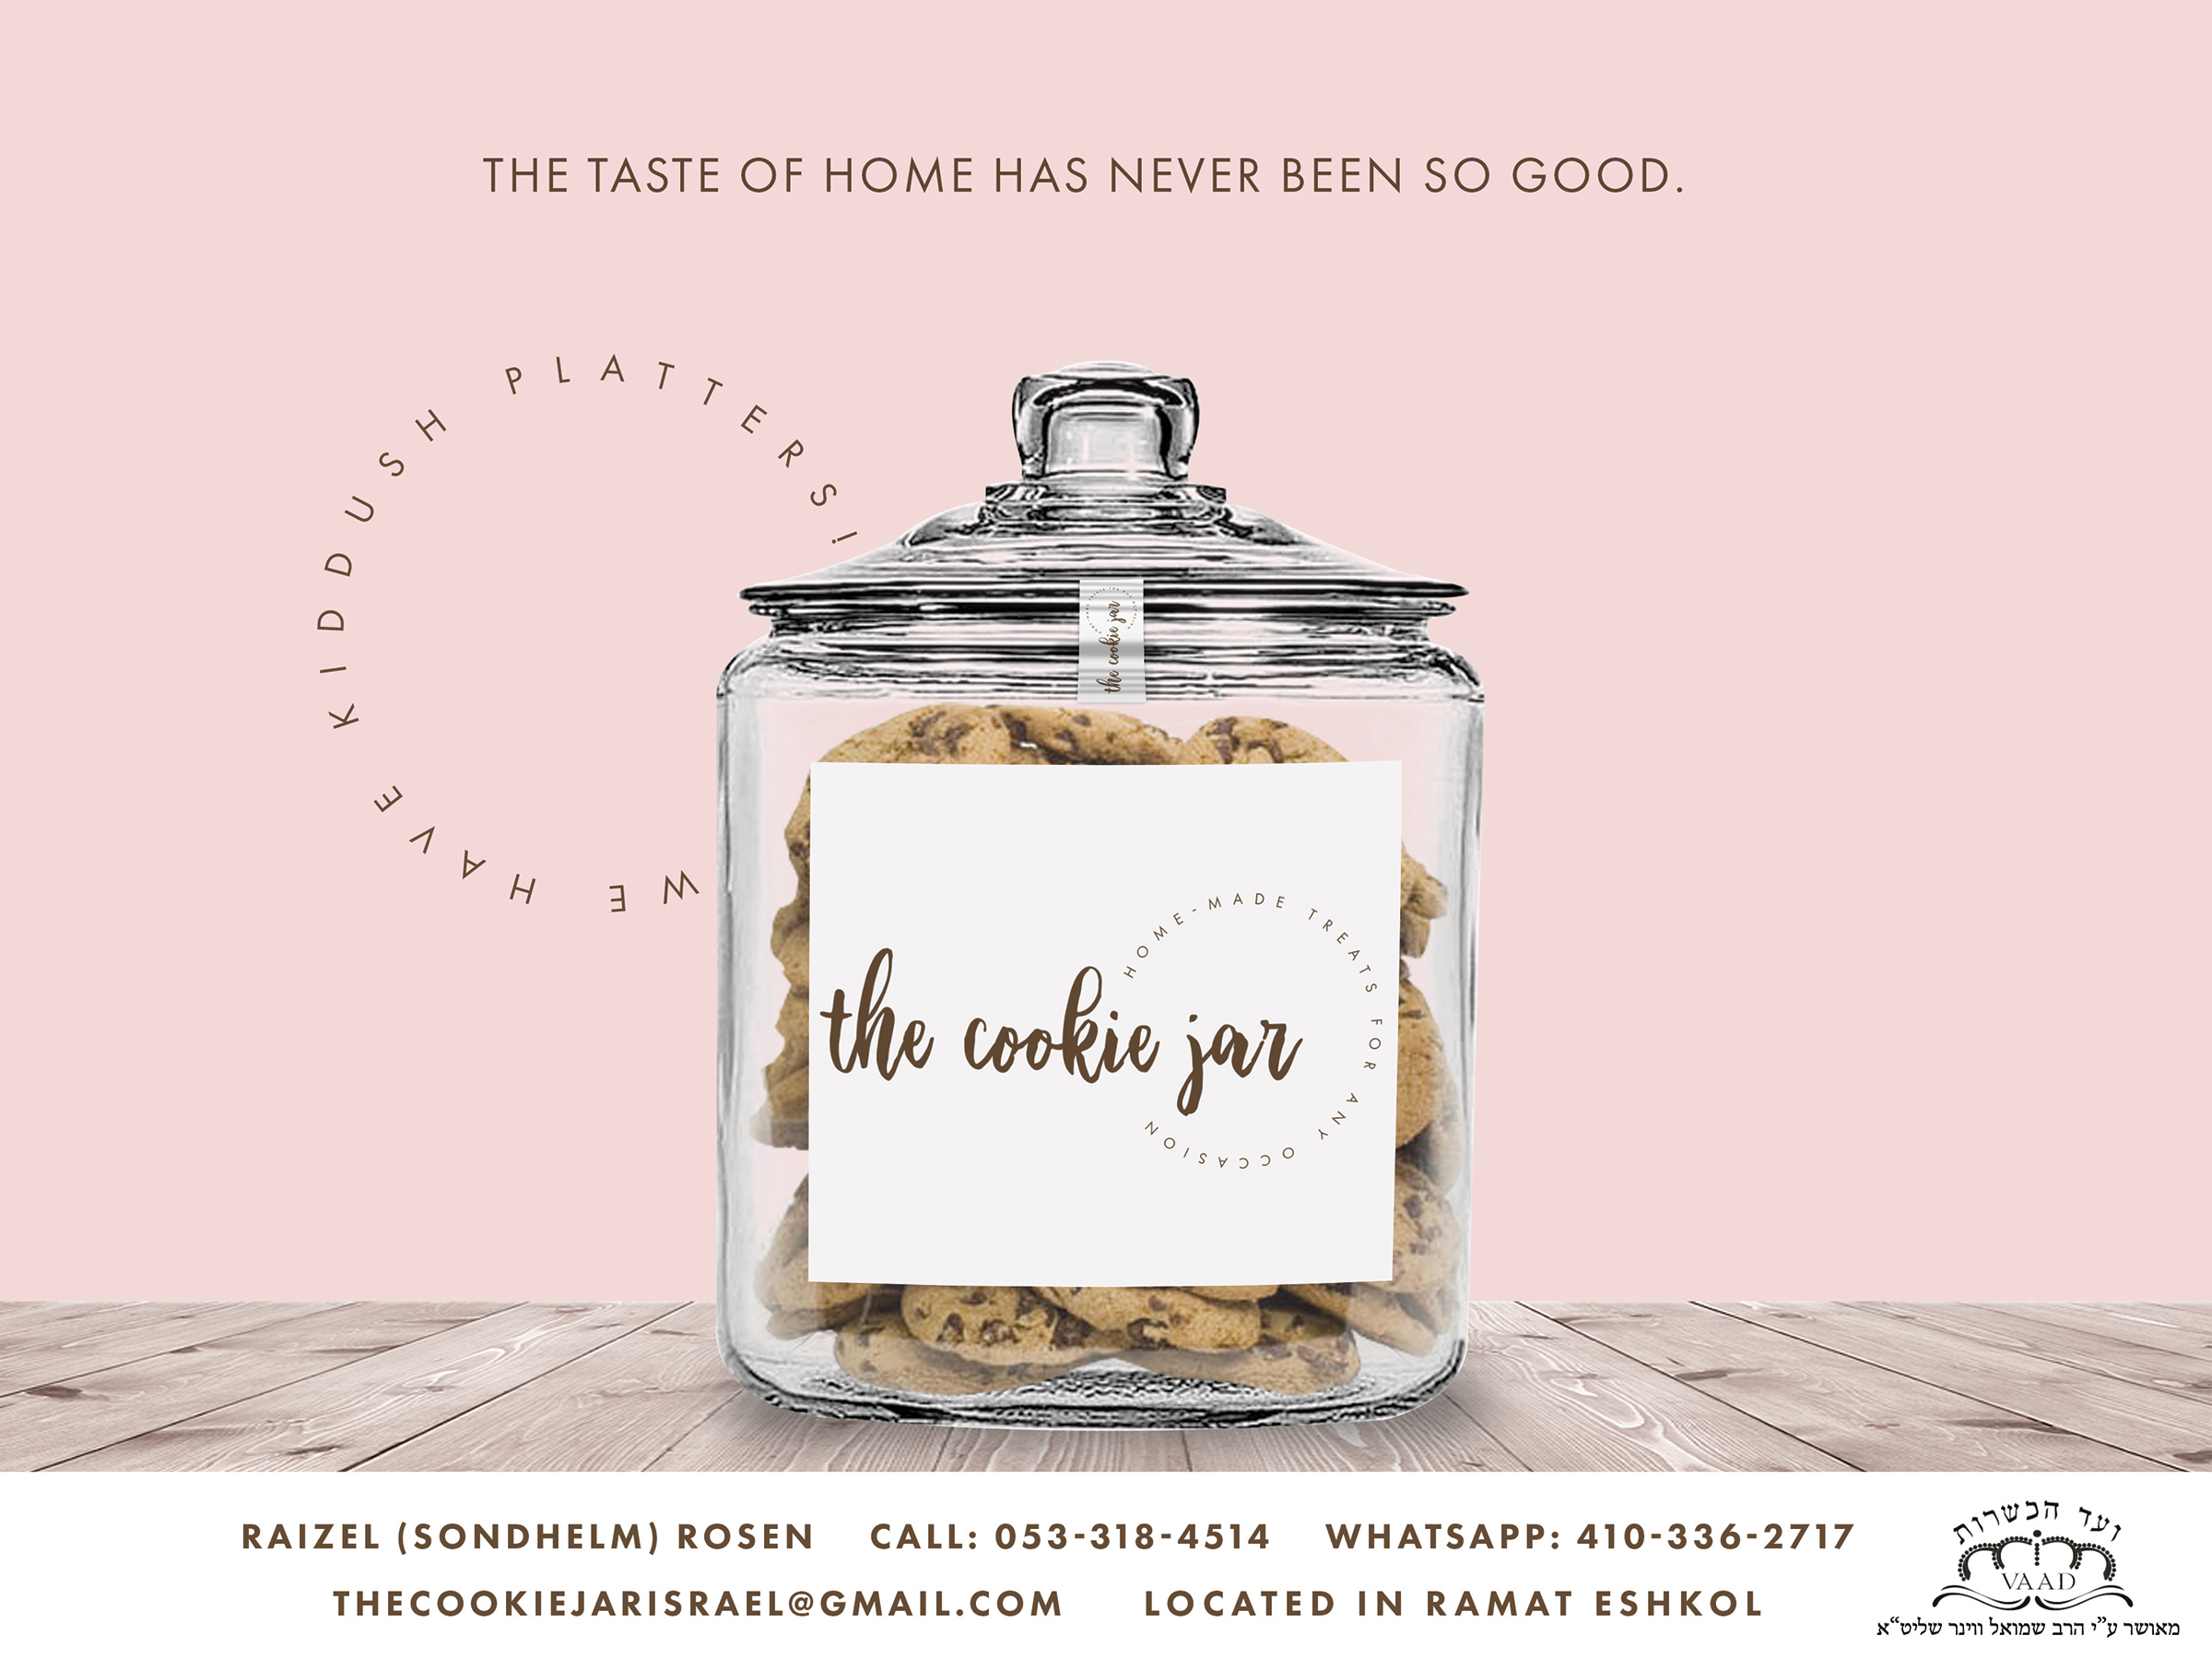 THE TASTE OF HOME HAS NEVER BEEN SO GOOD.
WE HAVE KIDDUSH PLATTERS!
the cookie jar
the cookie jar
HOME-MADE TREATS FOR ANY OCCASION
RAIZEL (SONDHELM) ROSEN CALL: 053-318-4514 WHATSAPP: 410-336-2717
THECOOKIEJARISRAEL@GMAIL.COM LOCATED IN RAMAT ESHKOL
ועד הכשרות
VAAD
מאושר ע״י הרב שמואל ווינר שליט״א